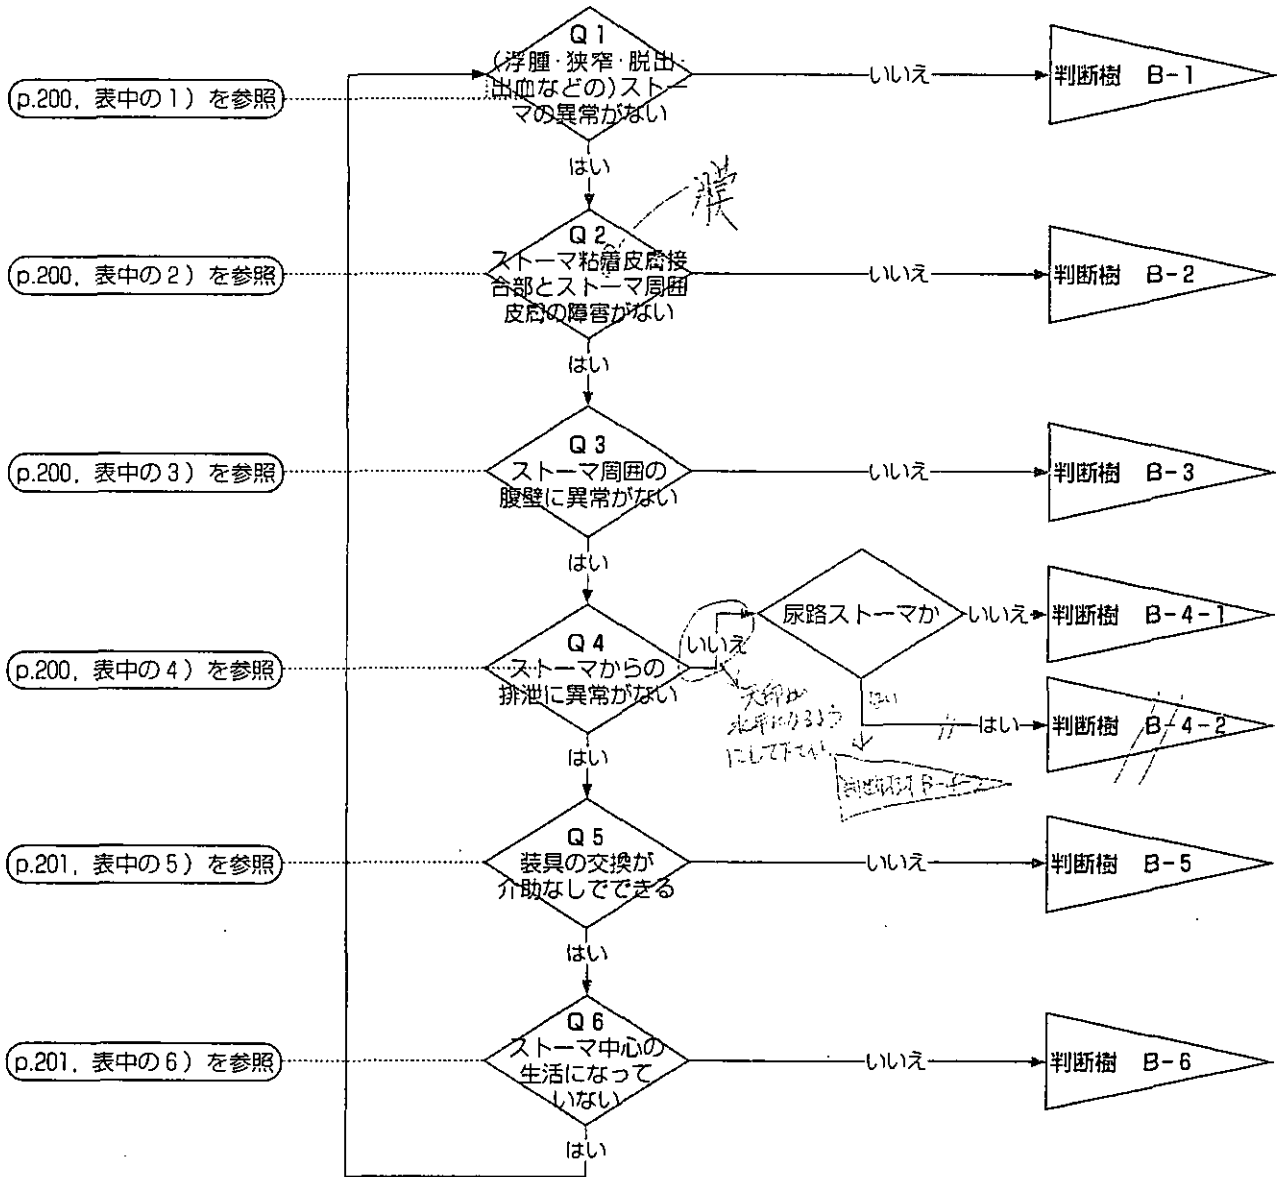 Q1
(浮腫・狭窄・脱出・
出血などの)ストー
マの異常がない
(p.200, 表中の1) を参照
いいえ
判断樹 B-1
はい
膜
Q2
ストーマ粘着皮膚接
合部とストーマ周囲
皮膚の障害がない
(p.200, 表中の2) を参照
いいえ
判断樹 B-2
はい
Q3
ストーマ周囲の
腹壁に異常がない
(p.200, 表中の3) を参照
いいえ
判断樹 B-3
はい
Q4
ストーマからの
排泄に異常がない
(p.200, 表中の4) を参照
いいえ
尿路ストーマか
いいえ
判断樹 B-4-1
はい
はい
判断樹 B-4-2
矢印が
水平になるよう
にして下さい
判断樹 B-4-2
はい
Q5
装具の交換が
介助なしでできる
(p.201, 表中の5) を参照
いいえ
判断樹 B-5
はい
Q6
ストーマ中心の
生活になって
いない
(p.201, 表中の6) を参照
いいえ
判断樹 B-6
はい